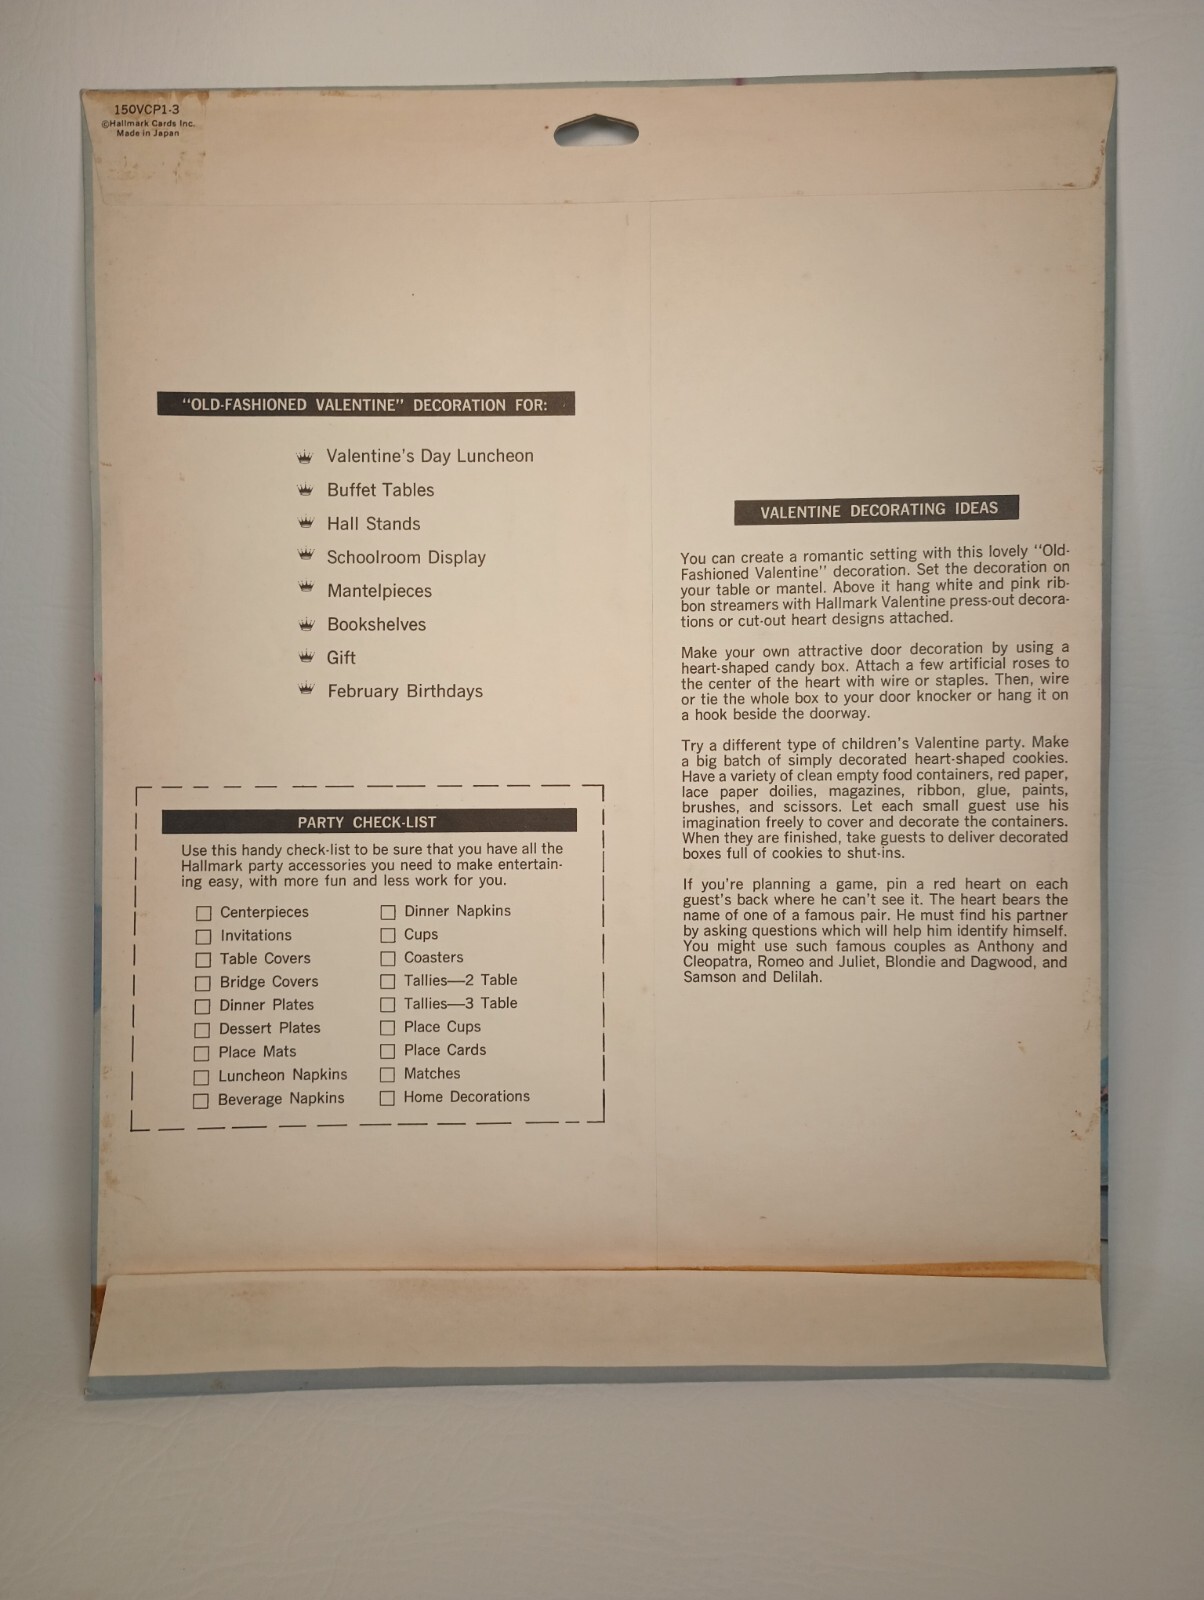 150VCP1-3
©Hallmark Cards Inc.
Made in Japan
"OLD-FASHIONED VALENTINE" DECORATION FOR:
Valentine's Day Luncheon
Buffet Tables
Hall Stands
Schoolroom Display
Mantelpieces
Bookshelves
Gift
February Birthdays
PARTY CHECK-LIST
Use this handy check-list to be sure that you have all the
Hallmark party accessories you need to make entertain-
ing easy, with more fun and less work for you.
Centerpieces
Invitations
Table Covers
Bridge Covers
Dinner Plates
Dessert Plates
Place Mats
Luncheon Napkins
Beverage Napkins
Dinner Napkins
Cups
Coasters
Tallies—2 Table
Tallies—3 Table
Place Cups
Place Cards
Matches
Home Decorations
VALENTINE DECORATING IDEAS
You can create a romantic setting with this lovely "Old-
Fashioned Valentine" decoration. Set the decoration on
your table or mantel. Above it hang white and pink rib-
bon streamers with Hallmark Valentine press-out decora-
tions or cut-out heart designs attached.
Make your own attractive door decoration by using a
heart-shaped candy box. Attach a few artificial roses to
the center of the heart with wire or staples. Then, wire
or tie the whole box to your door knocker or hang it on
a hook beside the doorway.
Try a different type of children's Valentine party. Make
a big batch of simply decorated heart-shaped cookies.
Have a variety of clean empty food containers, red paper,
lace paper doilies, magazines, ribbon, glue, paints,
brushes, and scissors. Let each small guest use his
imagination freely to cover and decorate the containers.
When they are finished, take guests to deliver decorated
boxes full of cookies to shut-ins.
If you're planning a game, pin a red heart on each
guest's back where he can't see it. The heart bears the
name of one of a famous pair. He must find his partner
by asking questions which will help him identify himself.
You might use such famous couples as Anthony and
Cleopatra, Romeo and Juliet, Blondie and Dagwood, and
Samson and Delilah.